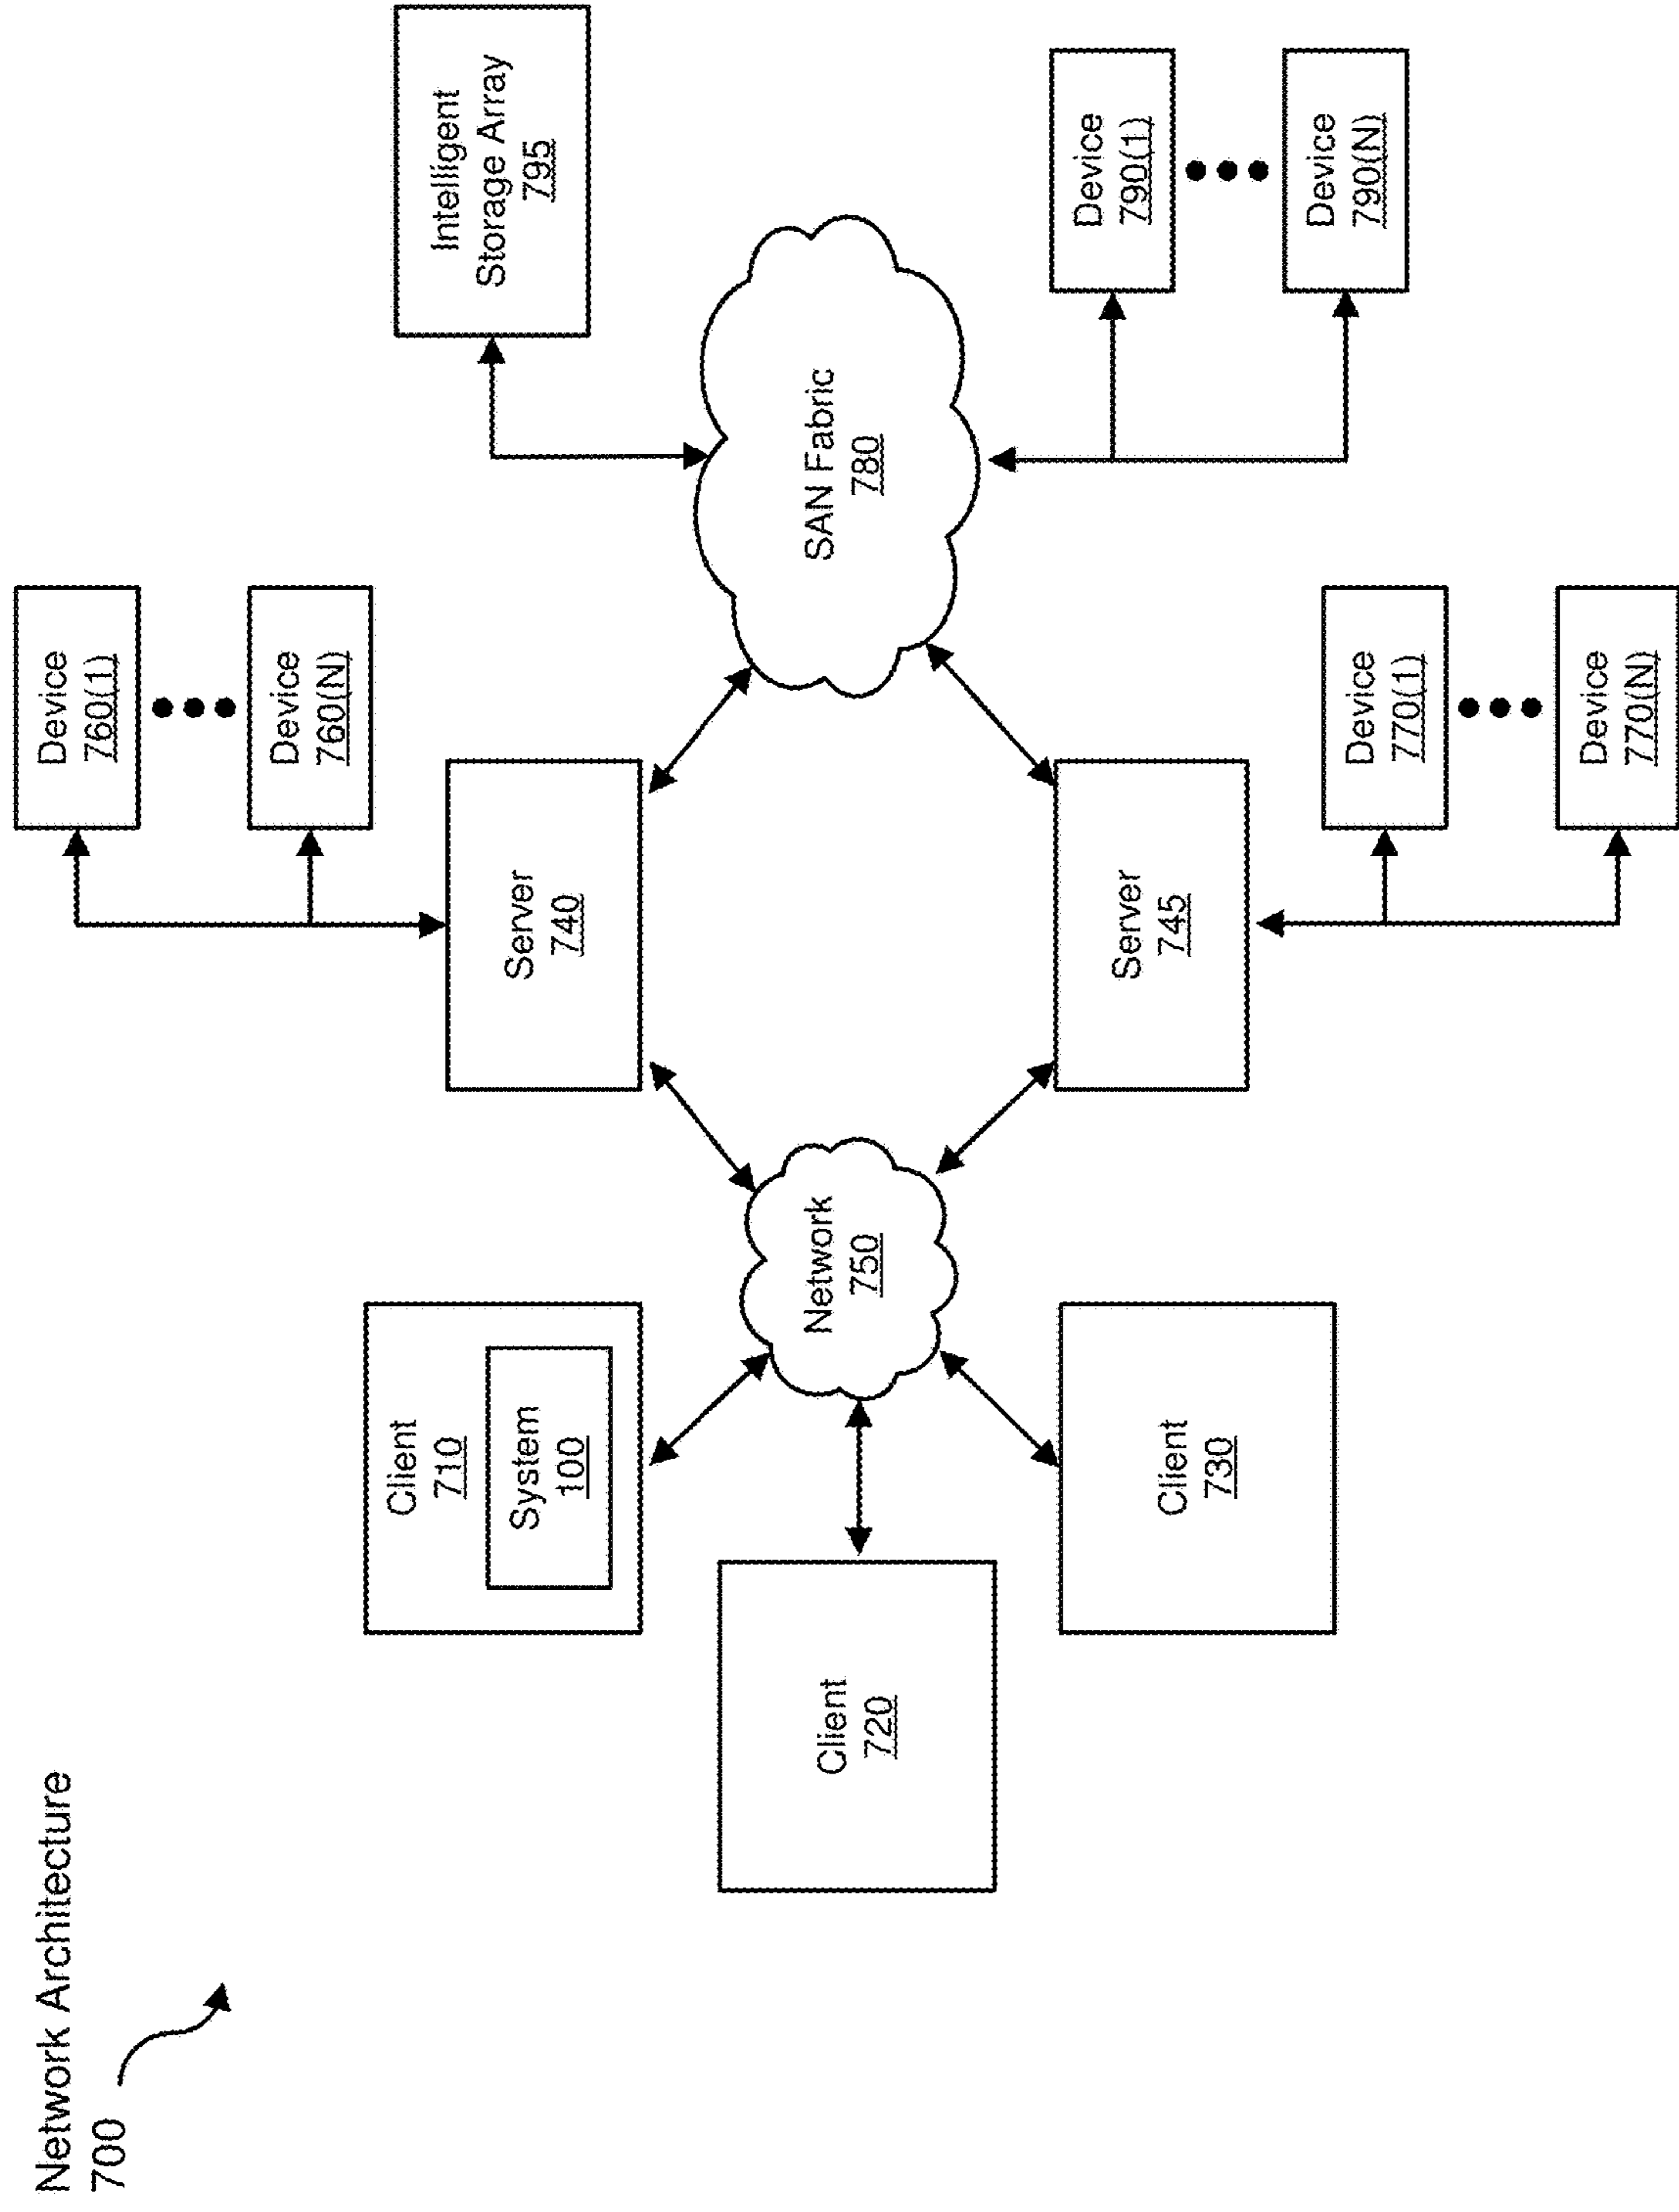 Network Architecture
700
Client
710
System
100
Client
720
Client
730
Network
750
Server
740
Server
745
Device
760(1)
Device
760(N)
Device
770(1)
Device
770(N)
SAN Fabric
780
Intelligent
Storage Array
795
Device
790(1)
Device
790(N)